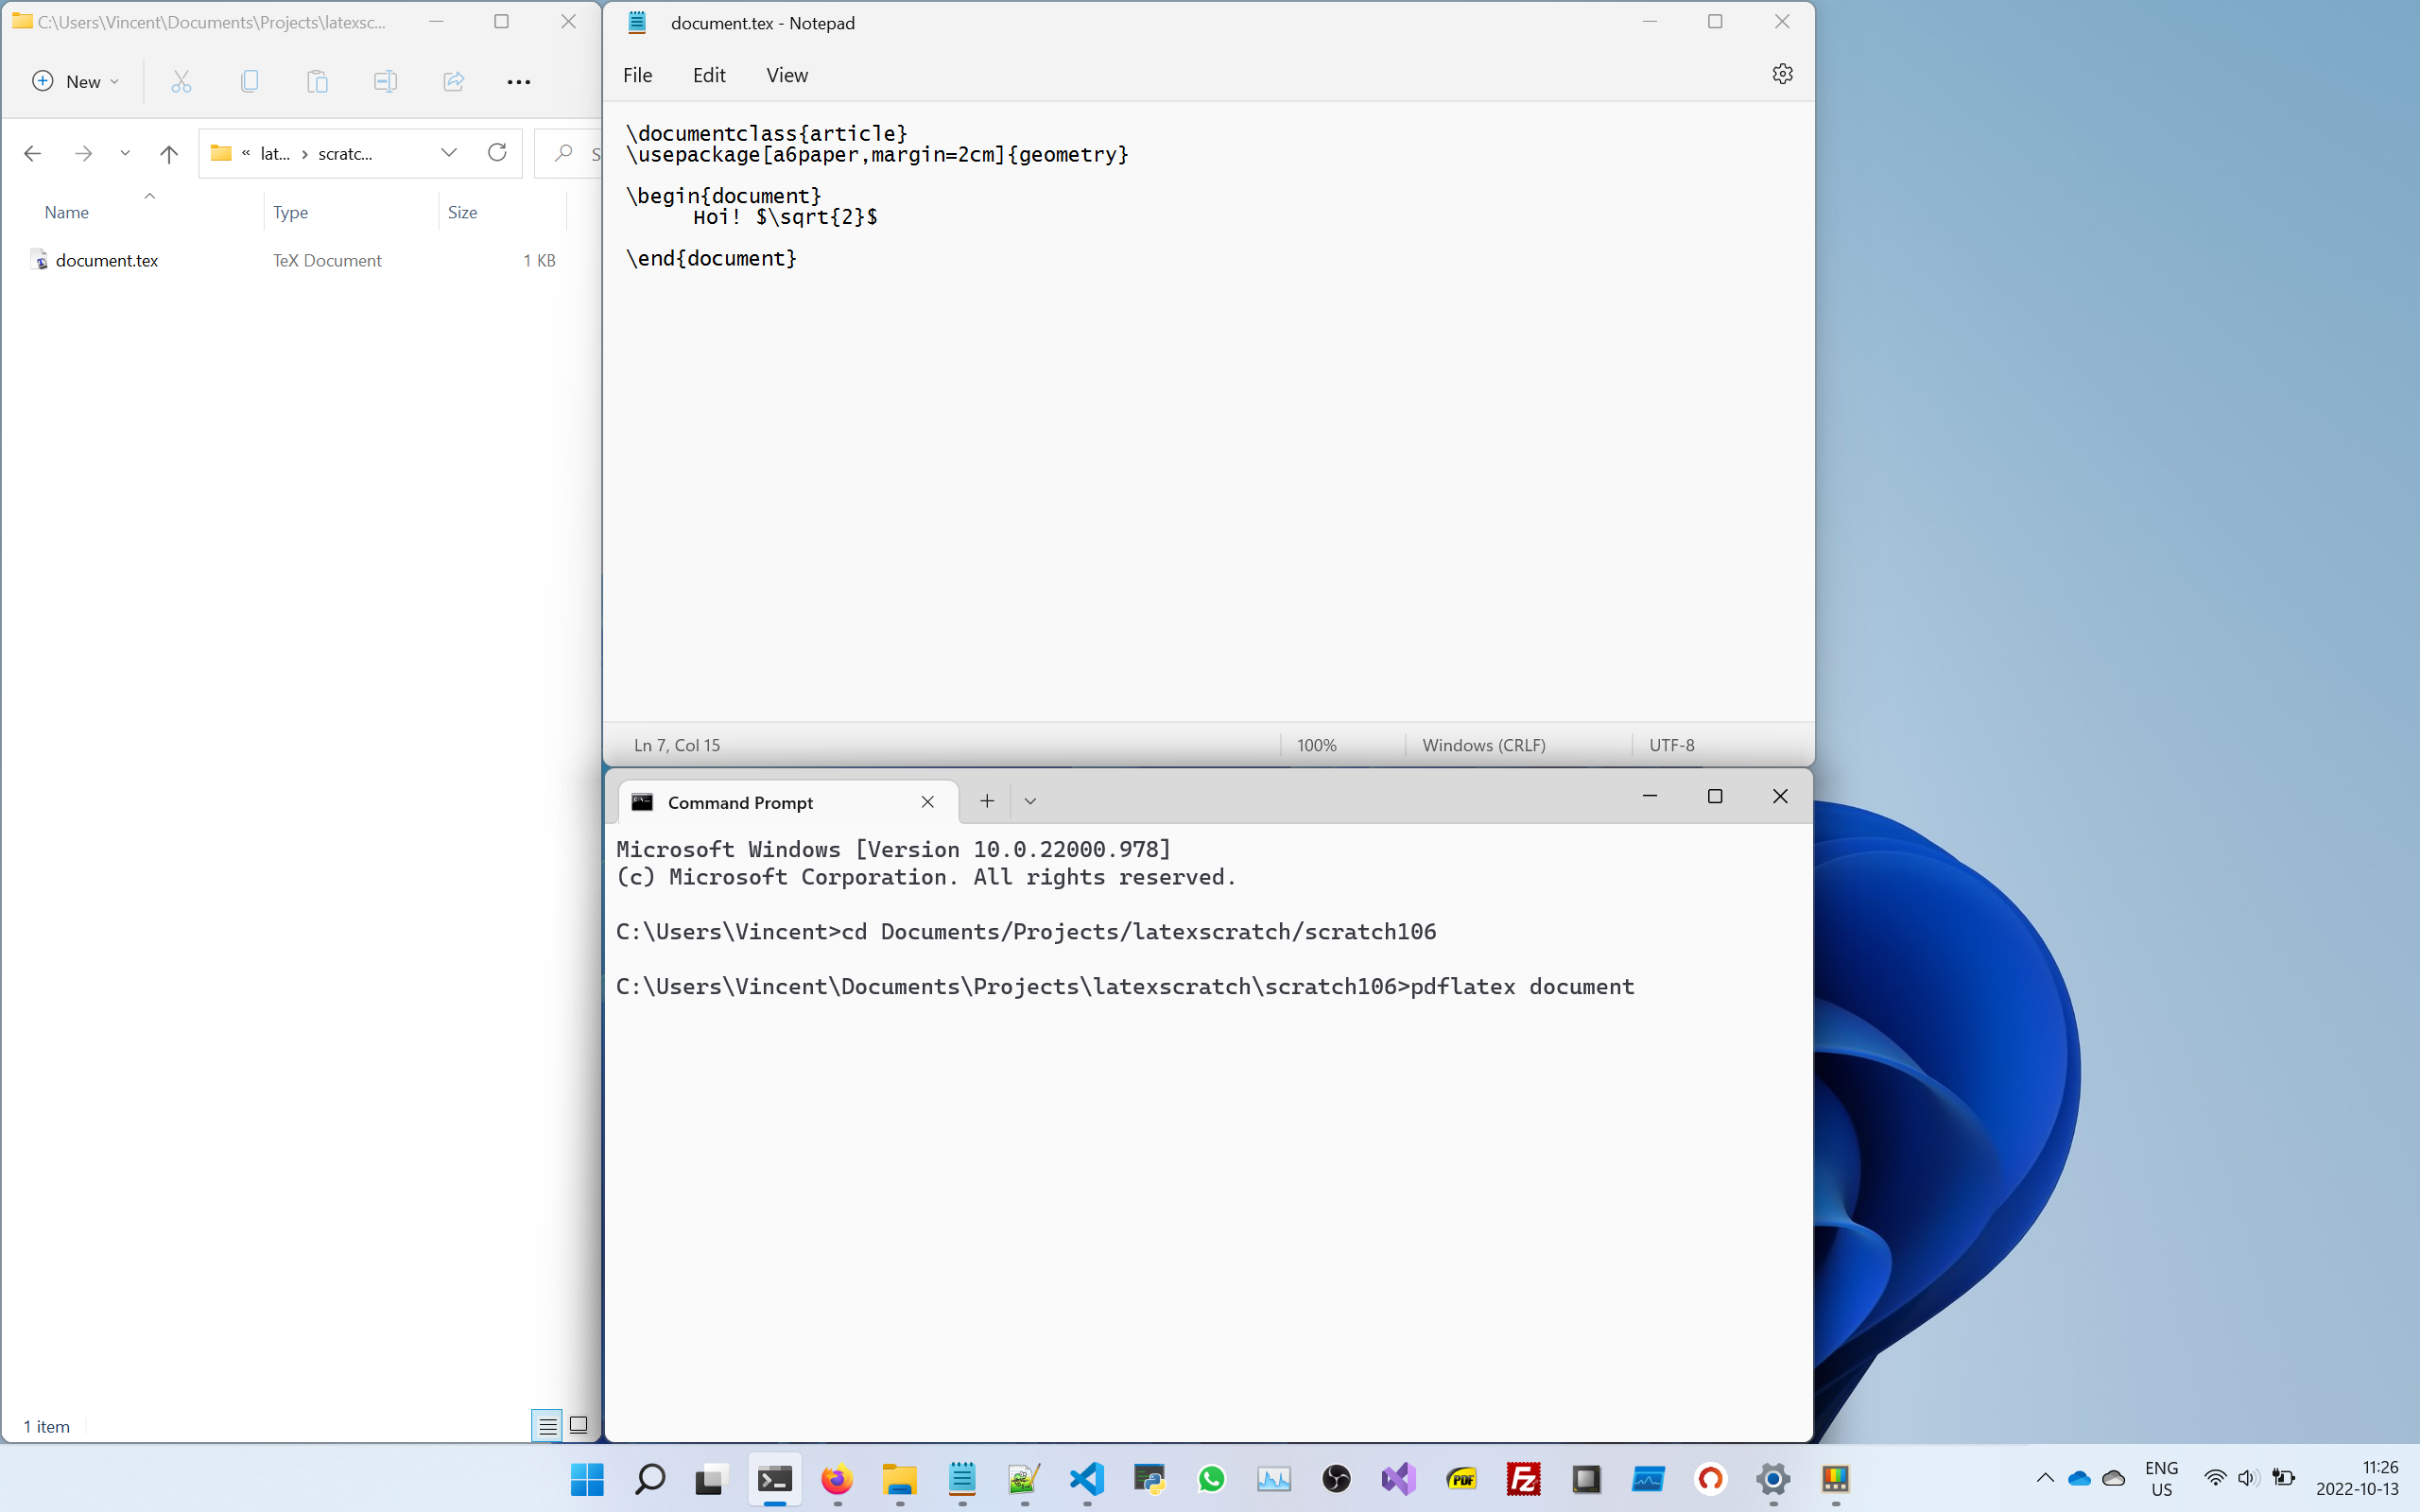 C:\Users\Vincent\Documents\Projects\latexsc...
New
lat... › scratc...
S
Name Type Size
document.tex TeX Document 1 KB
1 item
document.tex - Notepad
File Edit View
\documentclass{article}
\usepackage[a6paper,margin=2cm]{geometry}
\begin{document}
Hoi! $\sqrt{2}$
\end{document}
Ln 7, Col 15 100% Windows (CRLF) UTF-8
Command Prompt
Microsoft Windows [Version 10.0.22000.978]
(c) Microsoft Corporation. All rights reserved.
C:\Users\Vincent>cd Documents/Projects/latexscratch/scratch106
C:\Users\Vincent\Documents\Projects\latexscratch\scratch106>pdflatex document
PDF
FZ
ENG
US
11:26
2022-10-13